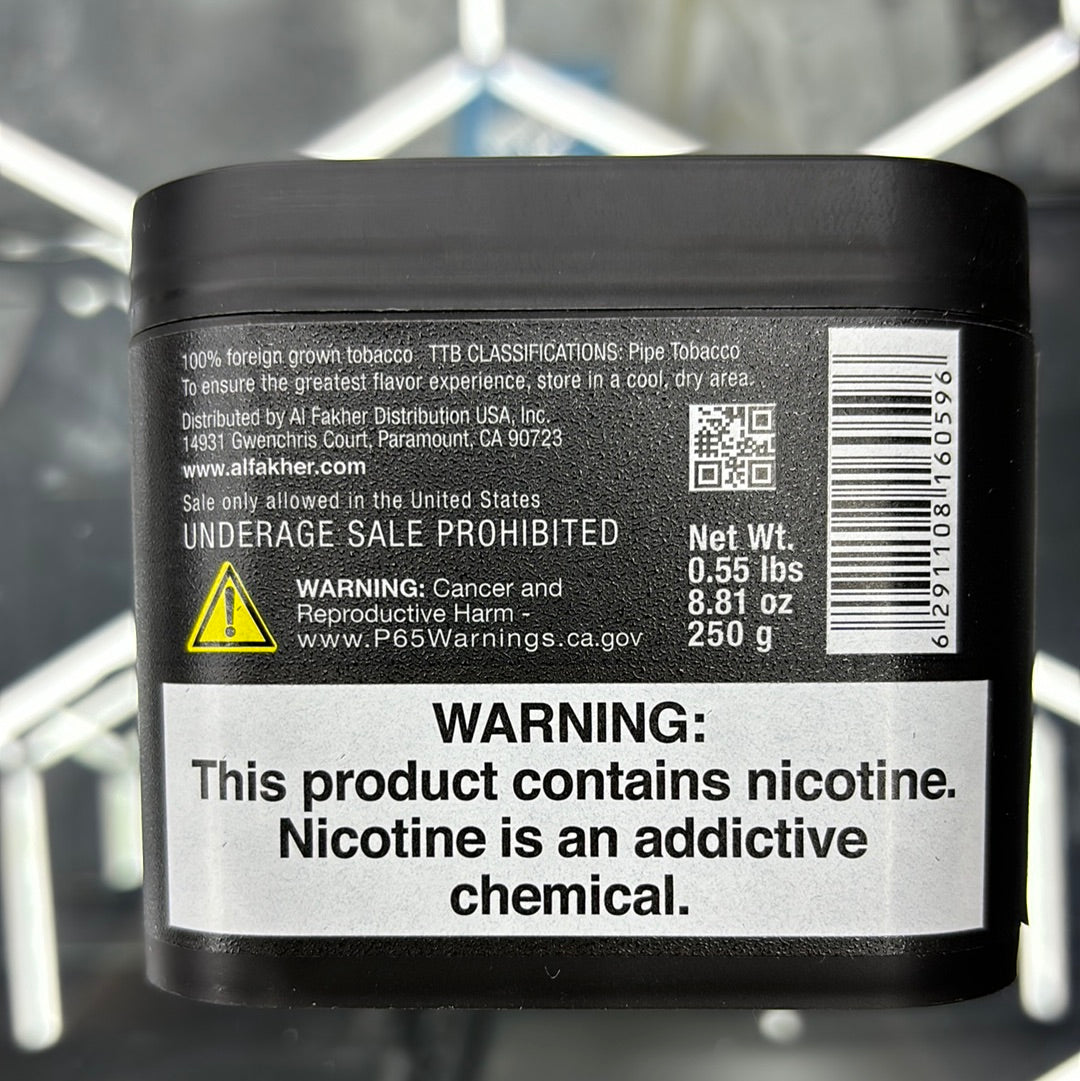 100% foreign grown tobacco TTB CLASSIFICATIONS: Pipe Tobacco
To ensure the greatest flavor experience, store in a cool, dry area.
Distributed by Al Fakher Distribution USA, Inc.
14931 Gwenchris Court, Paramount, CA 90723
www.alfakher.com
Sale only allowed in the United States
UNDERAGE SALE PROHIBITED
WARNING: Cancer and
Reproductive Harm -
www.P65Warnings.ca.gov
Net Wt.
0.55 lbs
8.81 oz
250 g
6 291108 160596
WARNING:
This product contains nicotine.
Nicotine is an addictive
chemical.